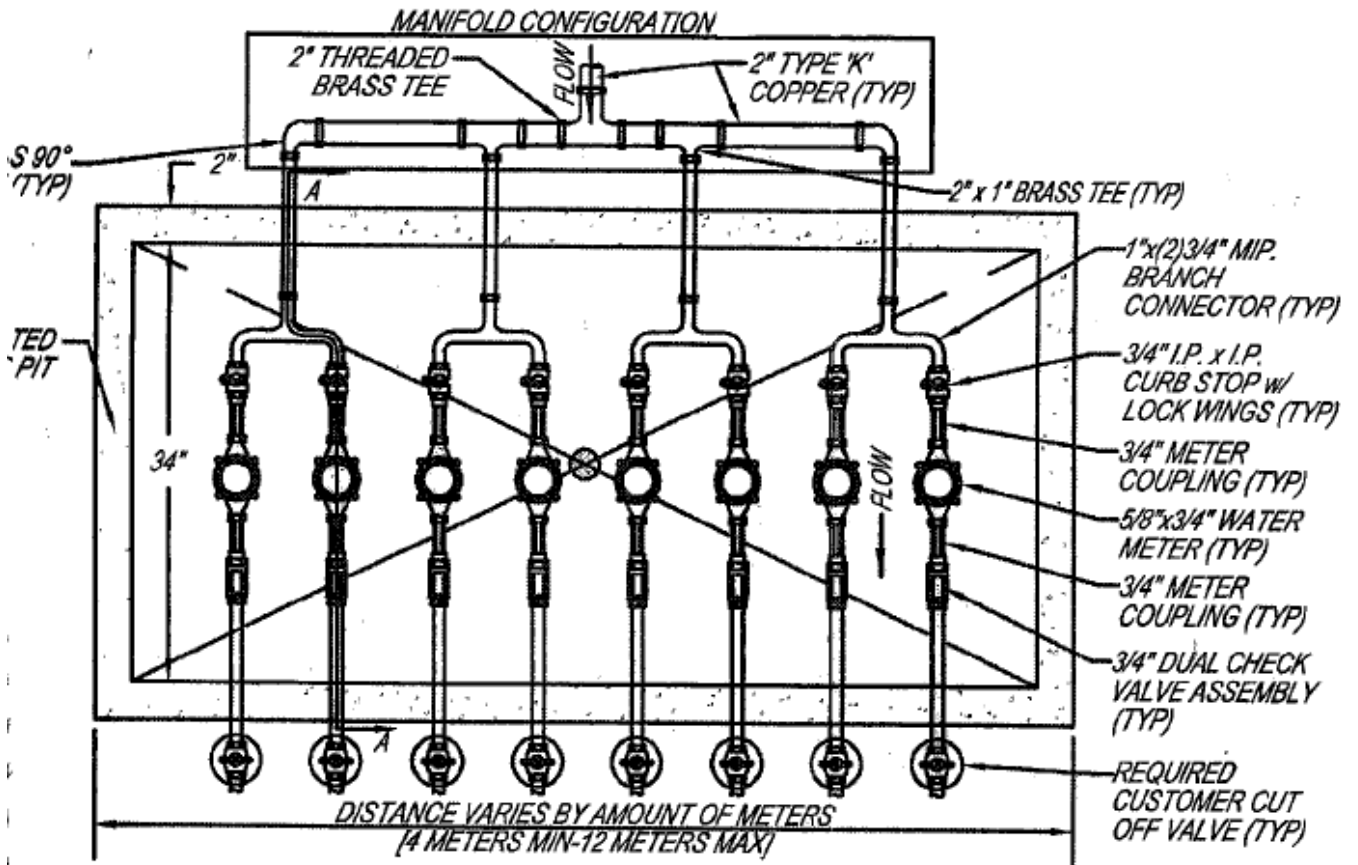 MANIFOLD CONFIGURATION
2" THREADED
BRASS TEE
FLOW
2" TYPE 'K'
COPPER (TYP)
S 90°
(TYP)
2"
A
2" x 1" BRASS TEE (TYP)
1"x(2)3/4" MIP.
BRANCH
CONNECTOR (TYP)
TED
PIT
3/4" I.P. x I.P.
CURB STOP w/
LOCK WINGS (TYP)
34"
3/4" METER
COUPLING (TYP)
FLOW
5/8"x3/4" WATER
METER (TYP)
3/4" METER
COUPLING (TYP)
3/4" DUAL CHECK
VALVE ASSEMBLY
(TYP)
A
REQUIRED
CUSTOMER CUT
OFF VALVE (TYP)
DISTANCE VARIES BY AMOUNT OF METERS
[4 METERS MIN-12 METERS MAX]